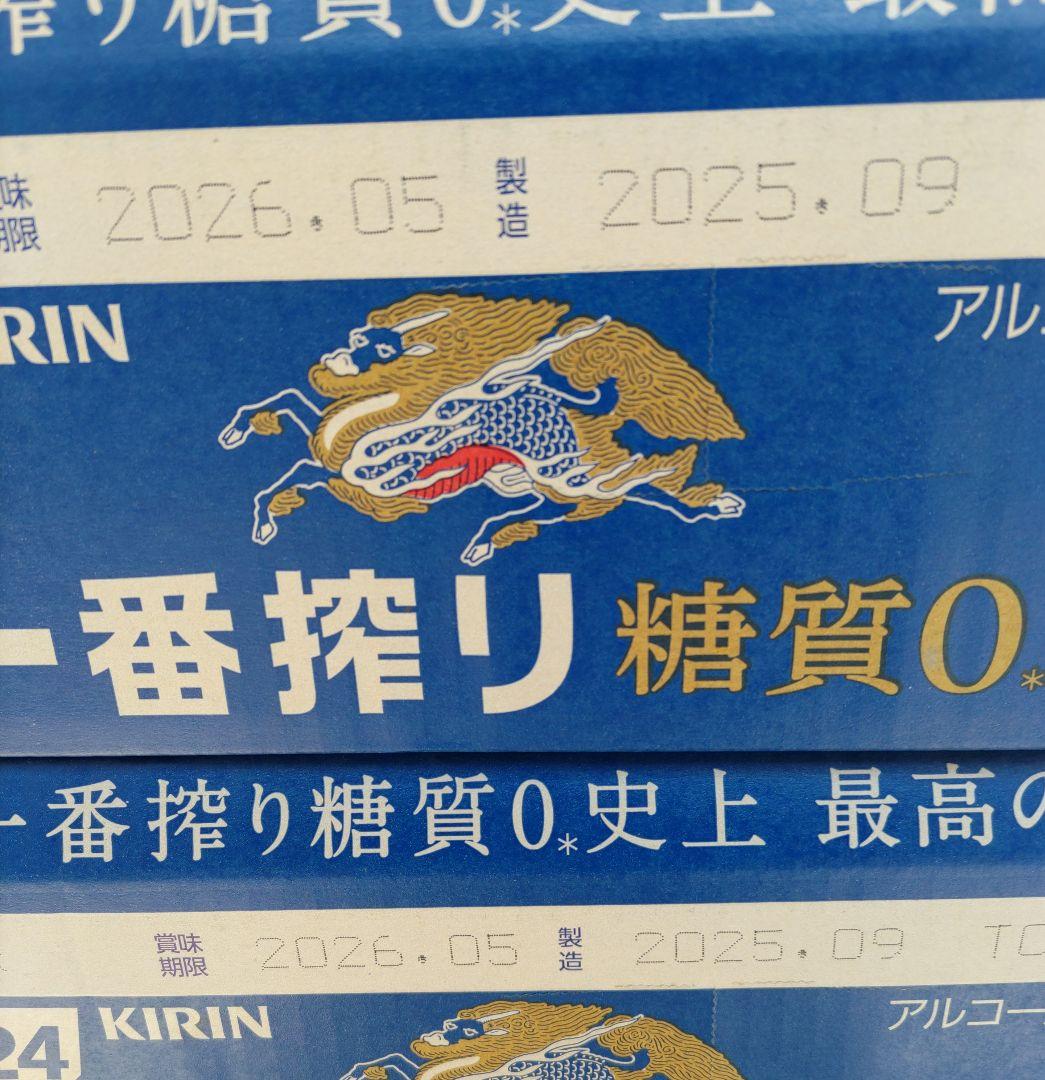 搾り糖質0*史上 最高
味期限 2026.05 製造 2025.09
KIRIN
アル
一番搾り 糖質0*
一番搾り糖質0*史上 最高の
賞味期限 2026.05 製造 2025.09 TO
24 KIRIN
アルコー